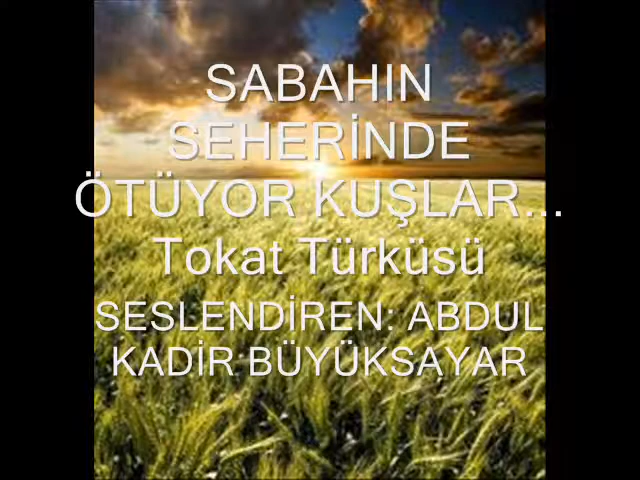 SABAHIN
SEHERİNDE
ÖTÜYOR KUŞLAR...
Tokat Türküsü
SESLENDİREN: ABDUL
KADİR BÜYÜKSAYAR